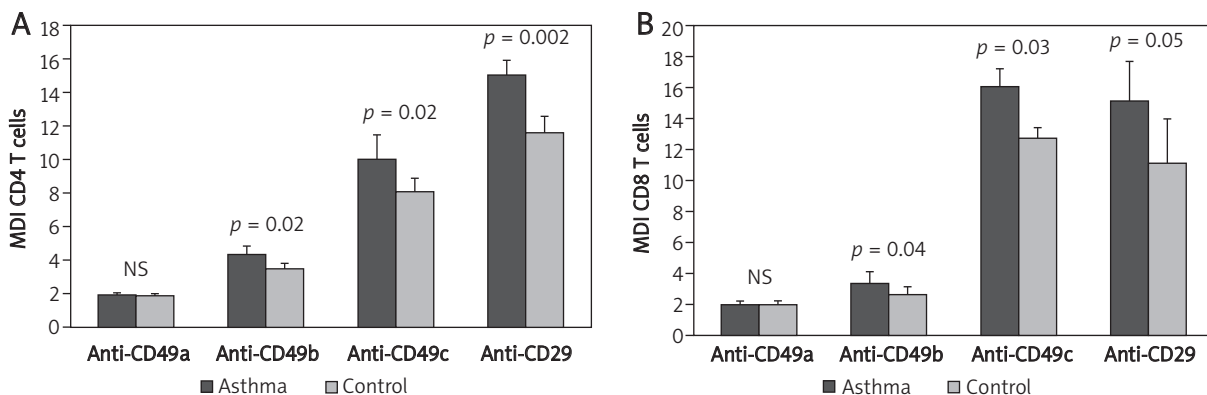 A
MDI CD4 T cells
18
16
14
12
10
8
6
4
2
0
NS
p = 0.02
p = 0.02
p = 0.002
Anti-CD49a Anti-CD49b Anti-CD49c Anti-CD29
Asthma Control
B
MDI CD8 T cells
20
18
16
14
12
10
8
6
4
2
0
NS
p = 0.04
p = 0.03
p = 0.05
Anti-CD49a Anti-CD49b Anti-CD49c Anti-CD29
Asthma Control